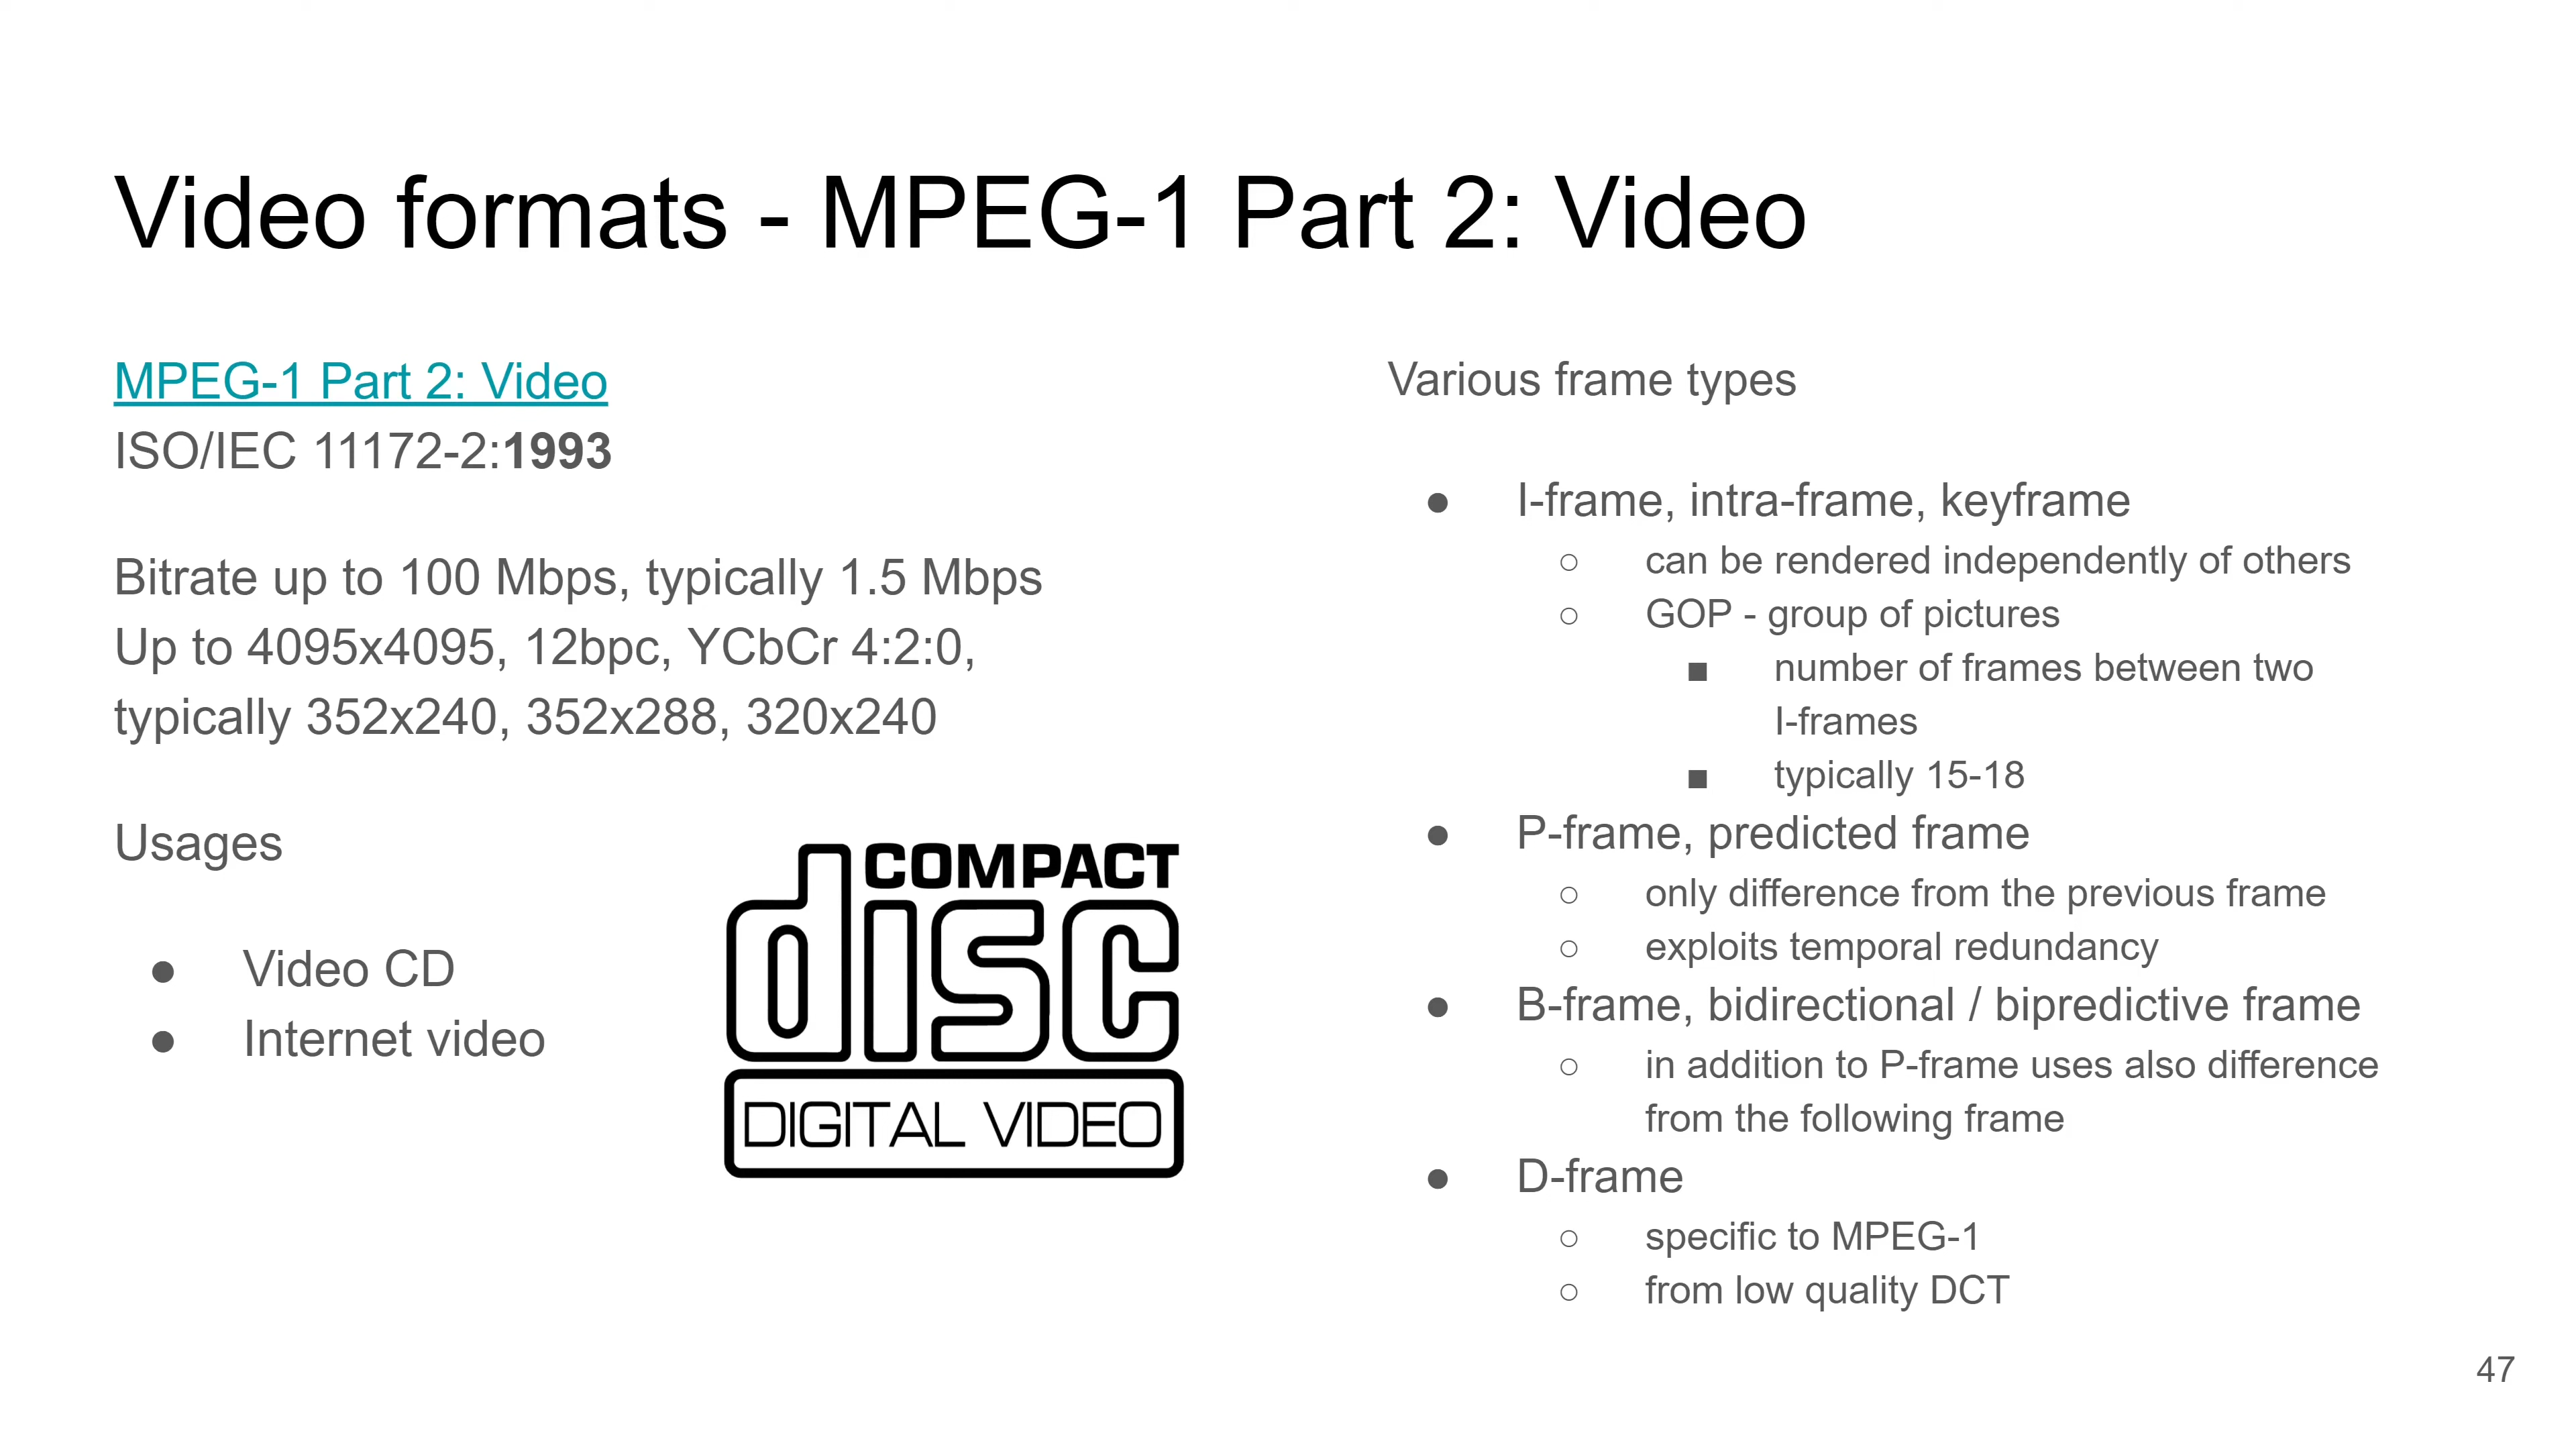 Video formats - MPEG-1 Part 2: Video
MPEG-1 Part 2: Video
ISO/IEC 11172-2:1993
Bitrate up to 100 Mbps, typically 1.5 Mbps
Up to 4095x4095, 12bpc, YCbCr 4:2:0,
typically 352x240, 352x288, 320x240
Usages
● Video CD
● Internet video
COMPACT
disc
DIGITAL VIDEO
Various frame types
● I-frame, intra-frame, keyframe
○ can be rendered independently of others
○ GOP - group of pictures
■ number of frames between two
I-frames
■ typically 15-18
● P-frame, predicted frame
○ only difference from the previous frame
○ exploits temporal redundancy
● B-frame, bidirectional / bipredictive frame
○ in addition to P-frame uses also difference
from the following frame
● D-frame
○ specific to MPEG-1
○ from low quality DCT
47